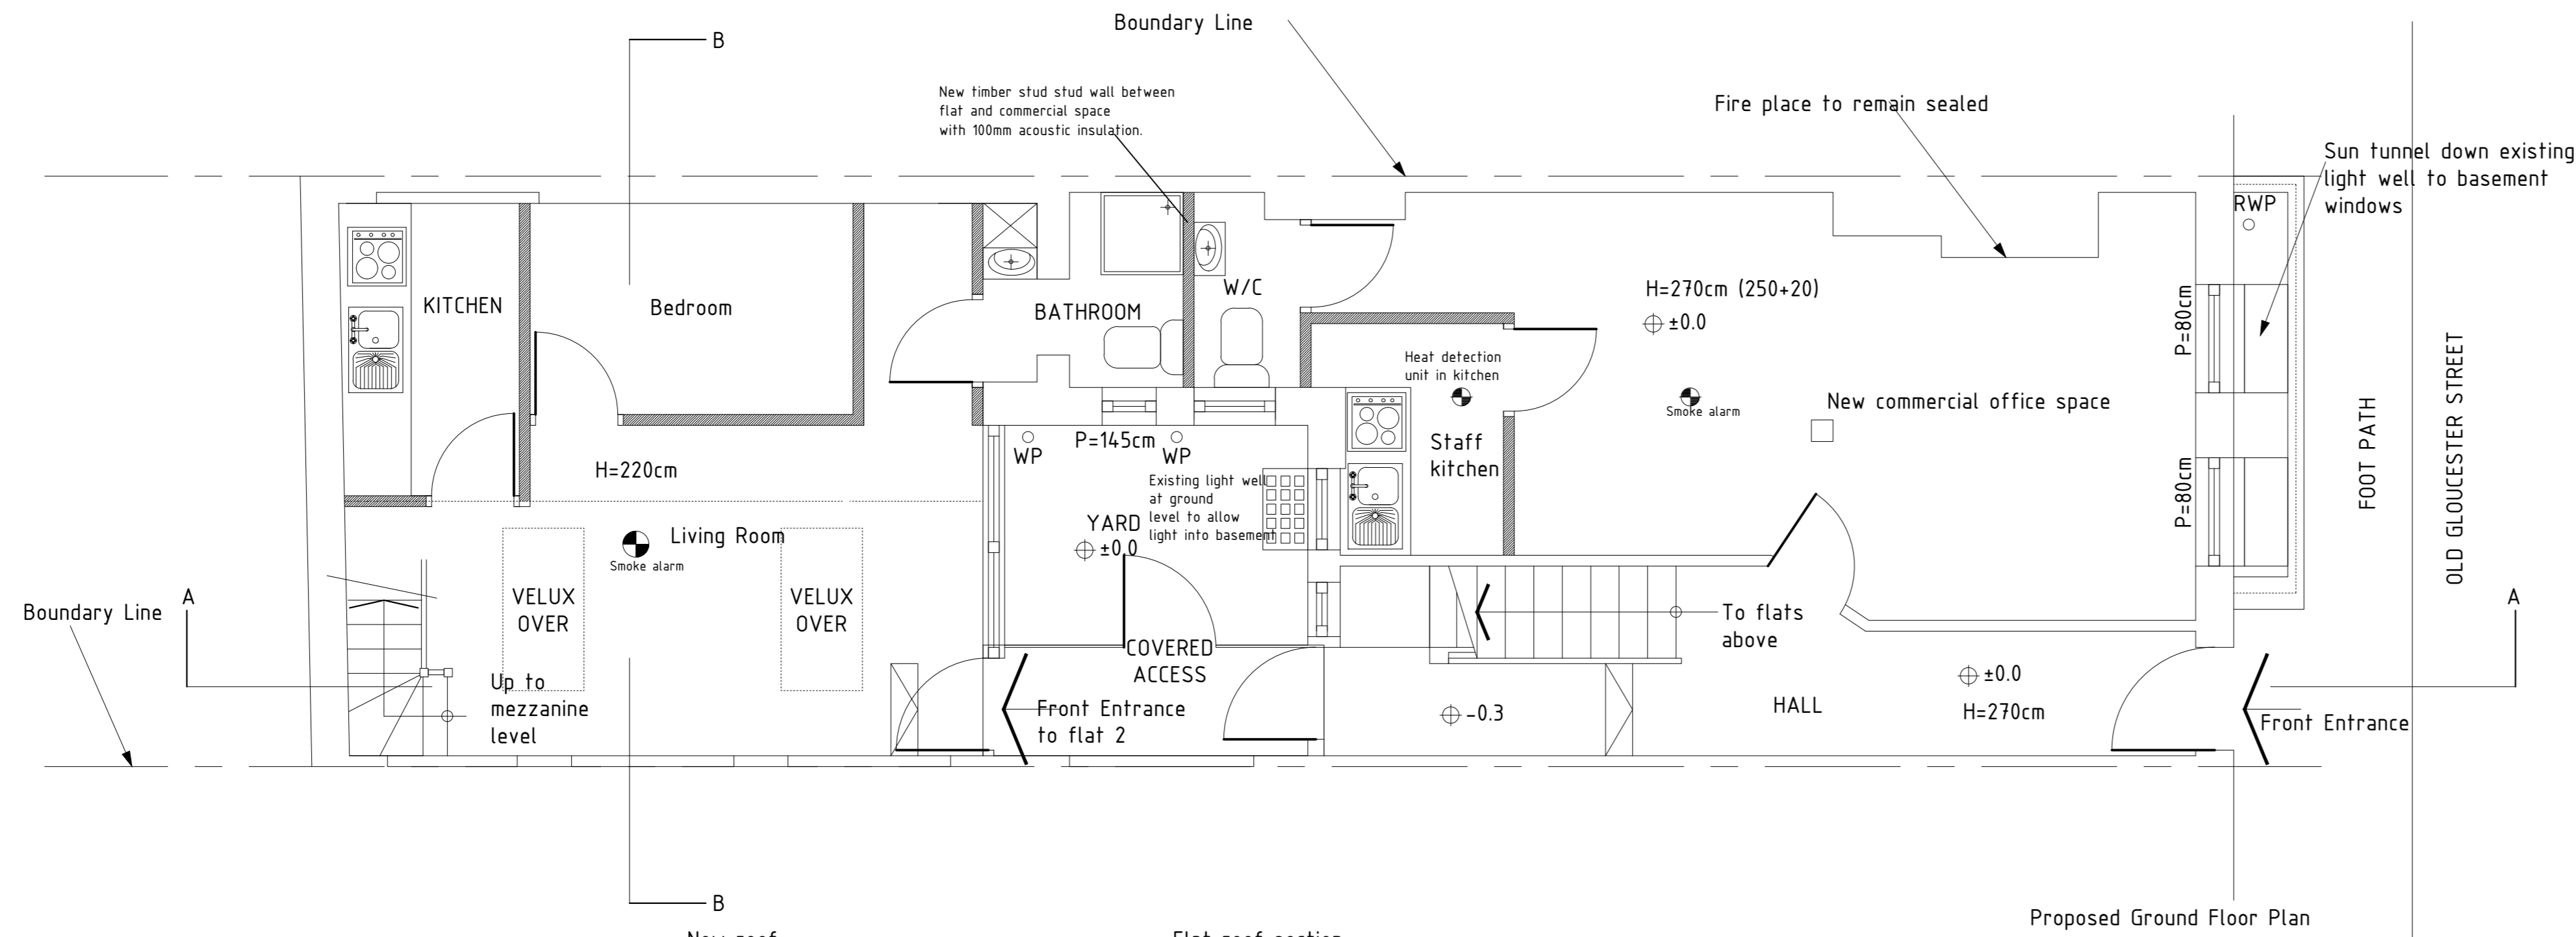 B
Boundary Line
New timber stud stud wall between
flat and commercial space
with 100mm acoustic insulation.
Fire place to remain sealed
Sun tunnel down existing
light well to basement
windows
RWP
KITCHEN
Bedroom
BATHROOM
W/C
H=270cm (250+20)
±0.0
P=80cm
Heat detection
unit in kitchen
Smoke alarm
New commercial office space
Staff
kitchen
P=145cm
WP
WP
H=220cm
Existing light well
at ground
level to allow
light into basement
YARD
±0.0
P=80cm
FOOT PATH
OLD GLOUCESTER STREET
Living Room
Smoke alarm
VELUX
OVER
VELUX
OVER
Boundary Line
A
A
To flats
above
COVERED
ACCESS
Up to
mezzanine
level
Front Entrance
to flat 2
-0.3
HALL
±0.0
H=270cm
Front Entrance
B
Proposed Ground Floor Plan
New roof
Flat roof section